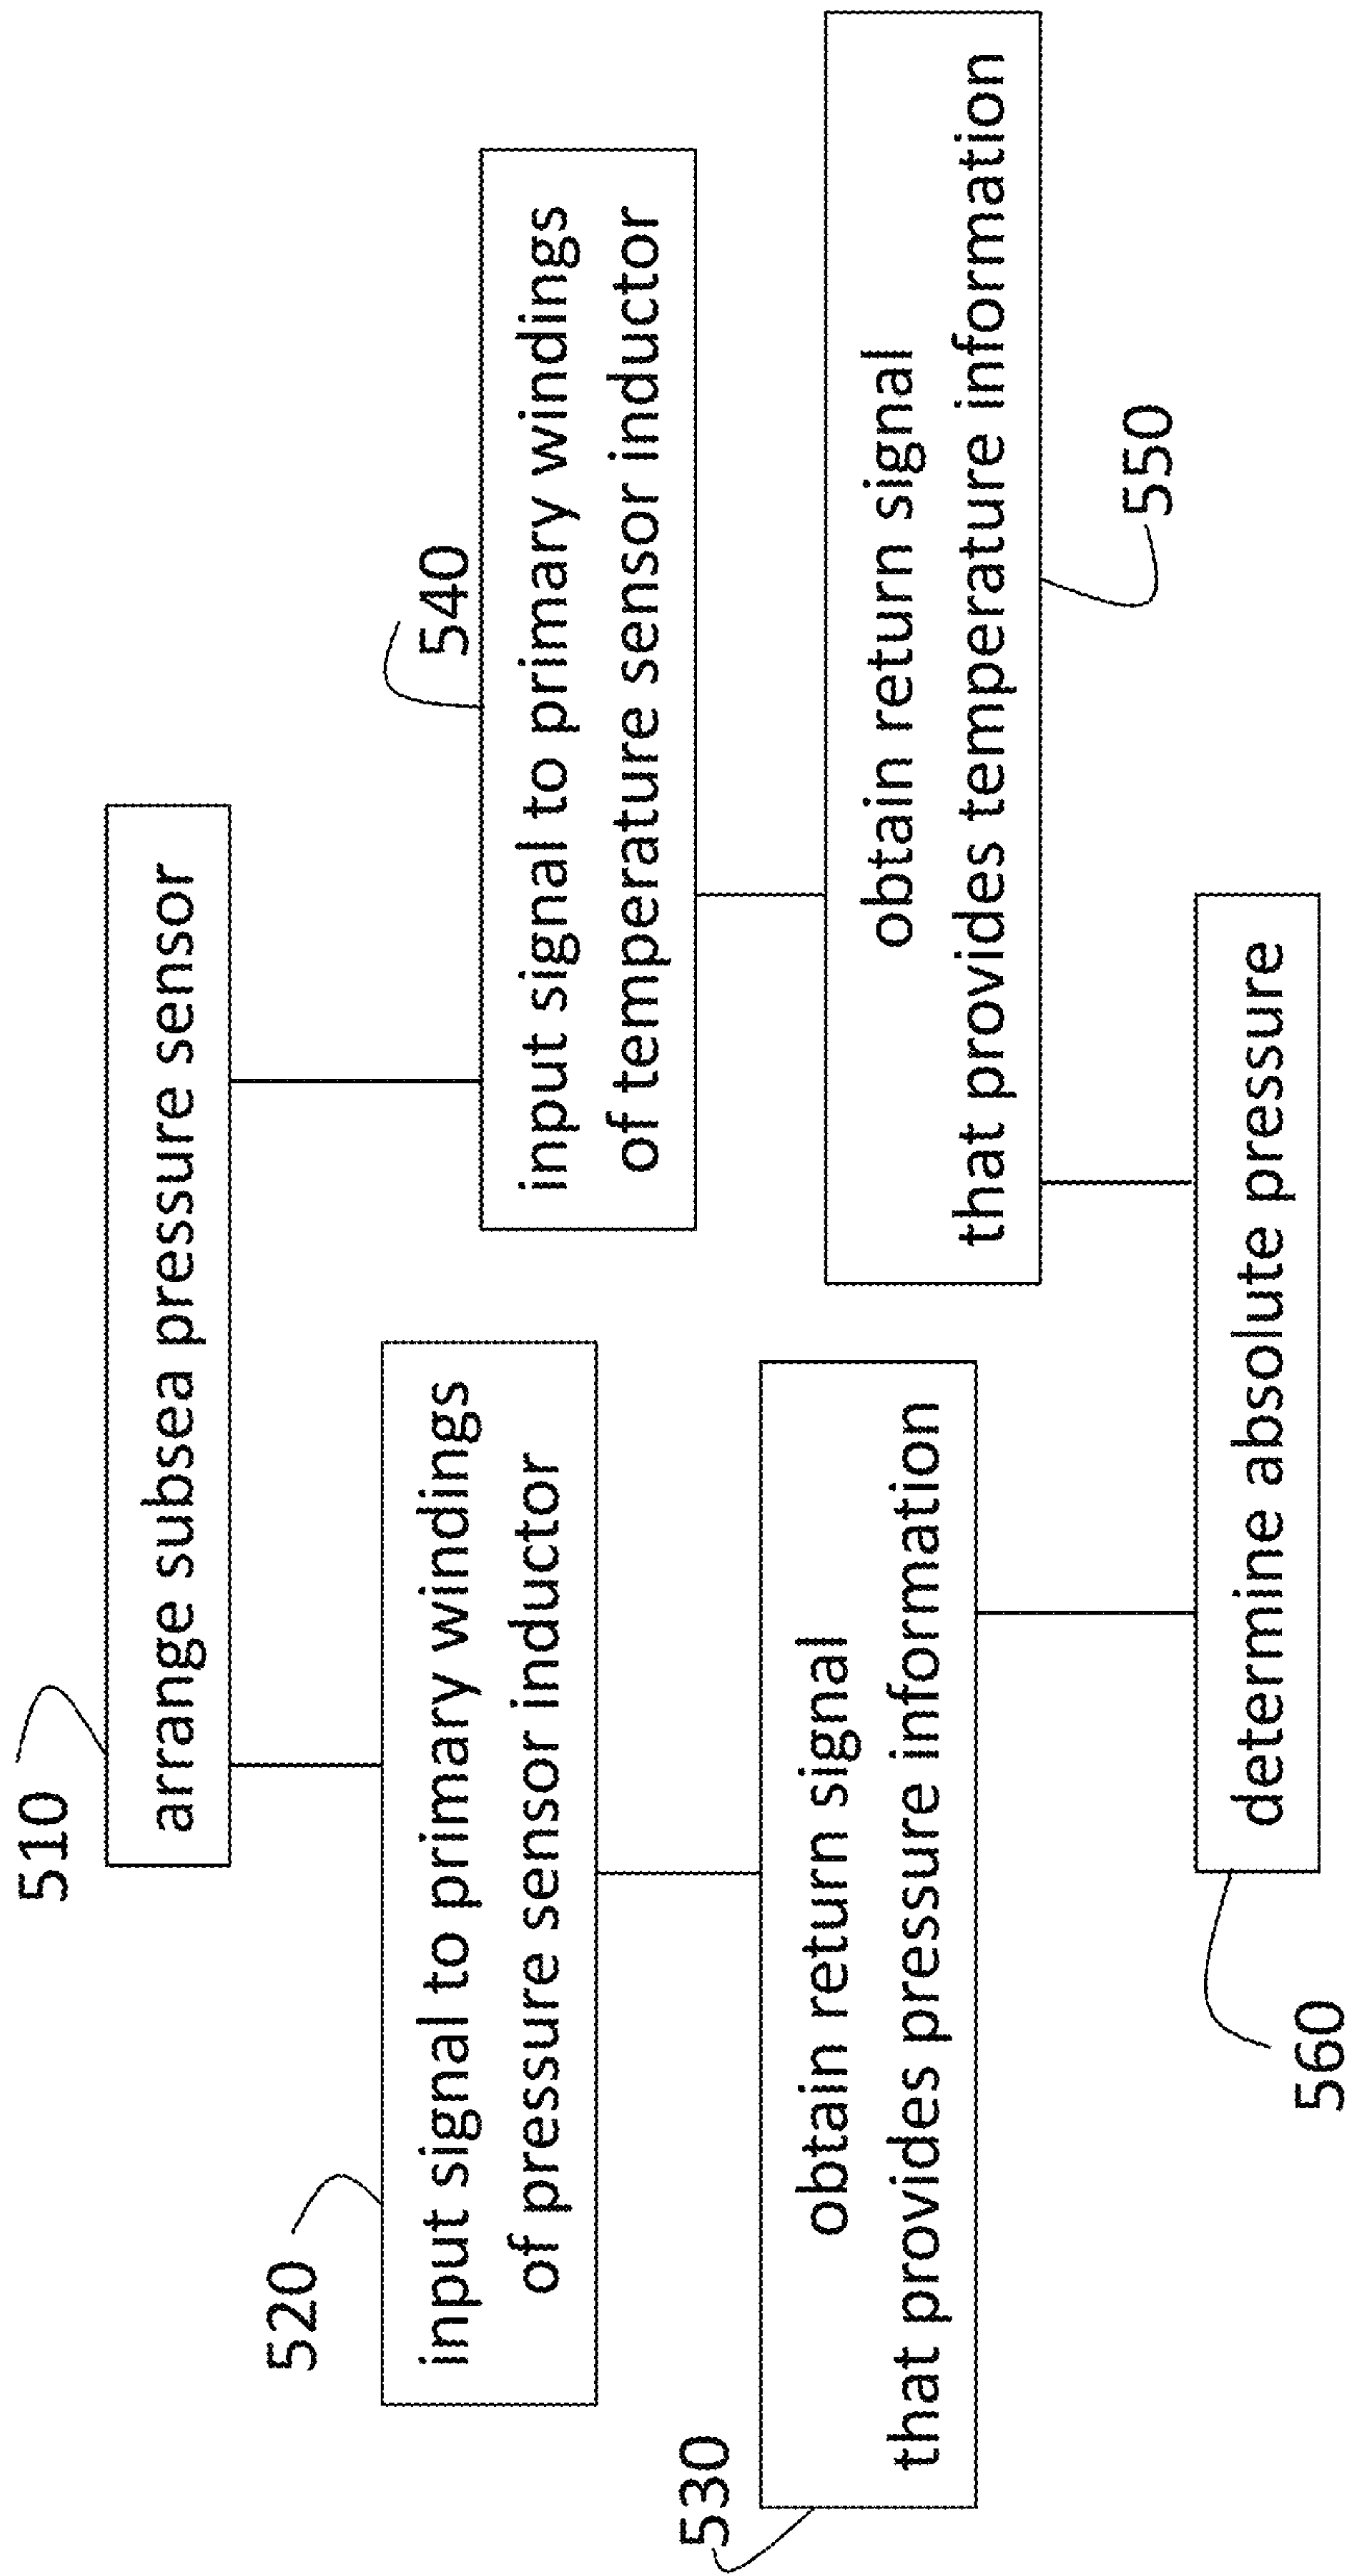 510
arrange subsea pressure sensor
520
input signal to primary windings
of pressure sensor inductor
540
input signal to primary windings
of temperature sensor inductor
530
obtain return signal
that provides pressure information
obtain return signal
that provides temperature information
550
determine absolute pressure
560